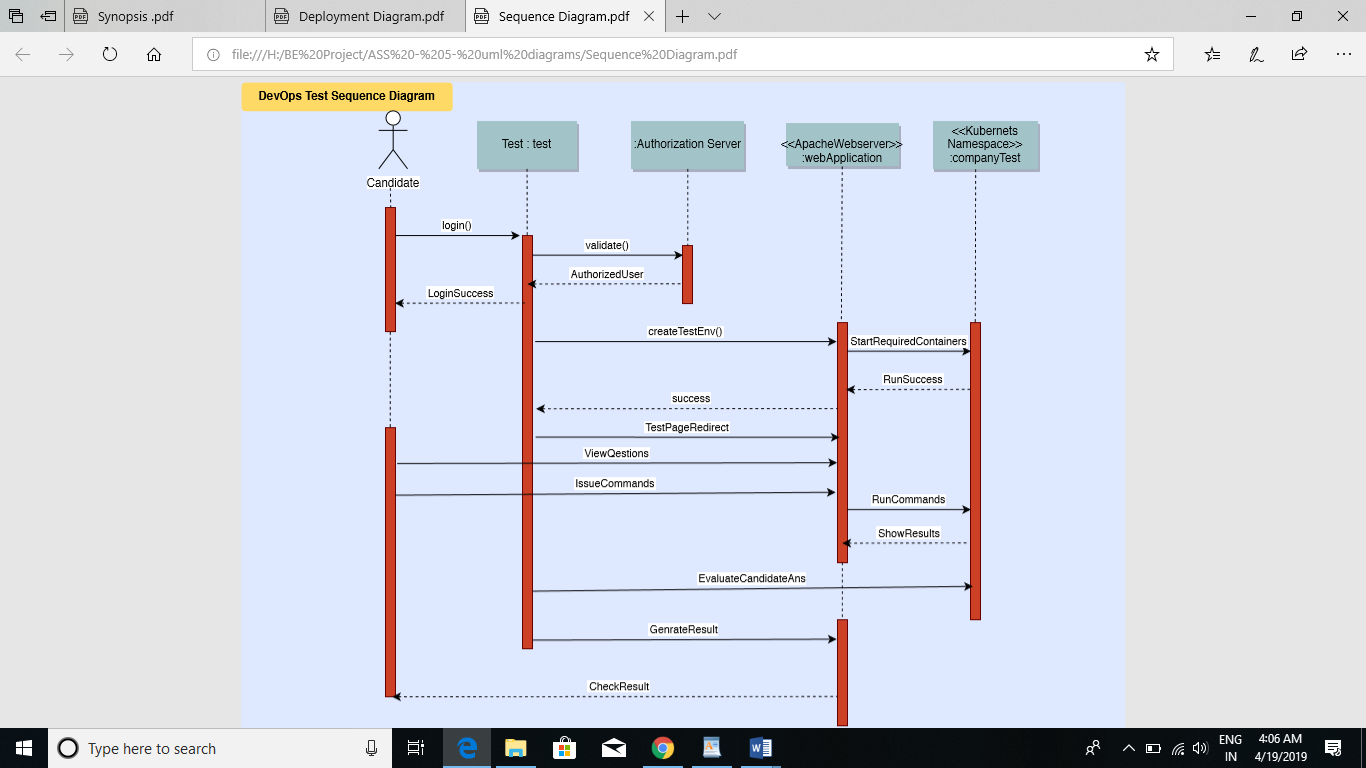 Synopsis .pdf
Deployment Diagram.pdf
Sequence Diagram.pdf
file:///H:/BE%20Project/ASS%20-%205-%20uml%20diagrams/Sequence%20Diagram.pdf
DevOps Test Sequence Diagram
Candidate
Test : test
:Authorization Server
<<ApacheWebserver>>
:webApplication
<<Kubernets
Namespace>>
:companyTest
login()
validate()
AuthorizedUser
LoginSuccess
createTestEnv()
StartRequiredContainers
RunSuccess
success
TestPageRedirect
ViewQestions
IssueCommands
RunCommands
ShowResults
EvaluateCandidateAns
GenrateResult
CheckResult
Type here to search
ENG
IN
4:06 AM
4/19/2019